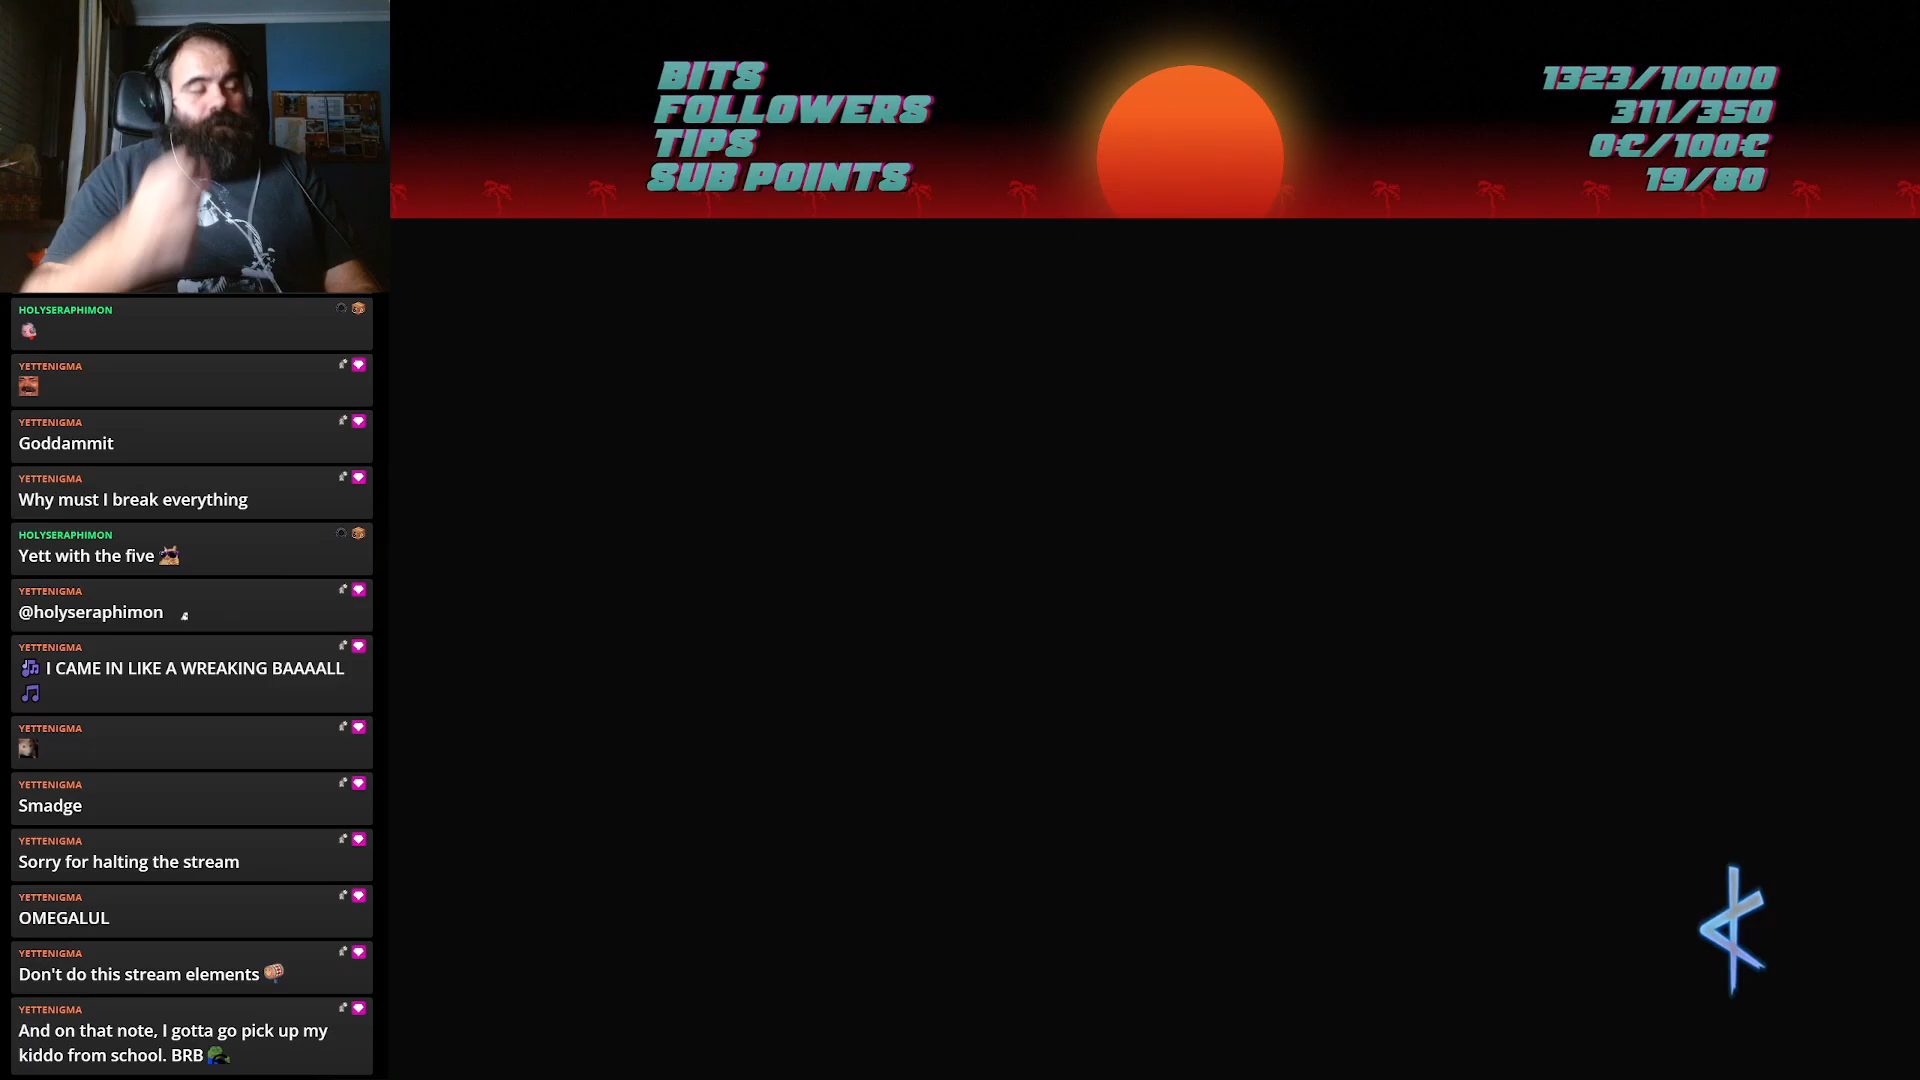 BITS
FOLLOWERS
TIPS
SUB POINTS
1323/10000
311/350
0€/100€
19/80
HOLYSERAPHIMON
YETTENIGMA
YETTENIGMA
Goddammit
YETTENIGMA
Why must I break everything
HOLYSERAPHIMON
Yett with the five
YETTENIGMA
@holyseraphimon
YETTENIGMA
🎶 I CAME IN LIKE A WREAKING BAAAALL
🎵
YETTENIGMA
YETTENIGMA
Smadge
YETTENIGMA
Sorry for halting the stream
YETTENIGMA
OMEGALUL
YETTENIGMA
Don't do this stream elements
YETTENIGMA
And on that note, I gotta go pick up my
kiddo from school. BRB